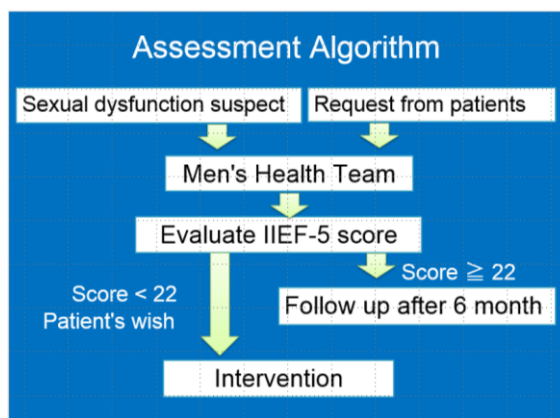 Assessment Algorithm
Sexual dysfunction suspect
Request from patients
Men's Health Team
Evaluate IIEF-5 score
Score ≧ 22
Score < 22
Patient's wish
Follow up after 6 month
Intervention